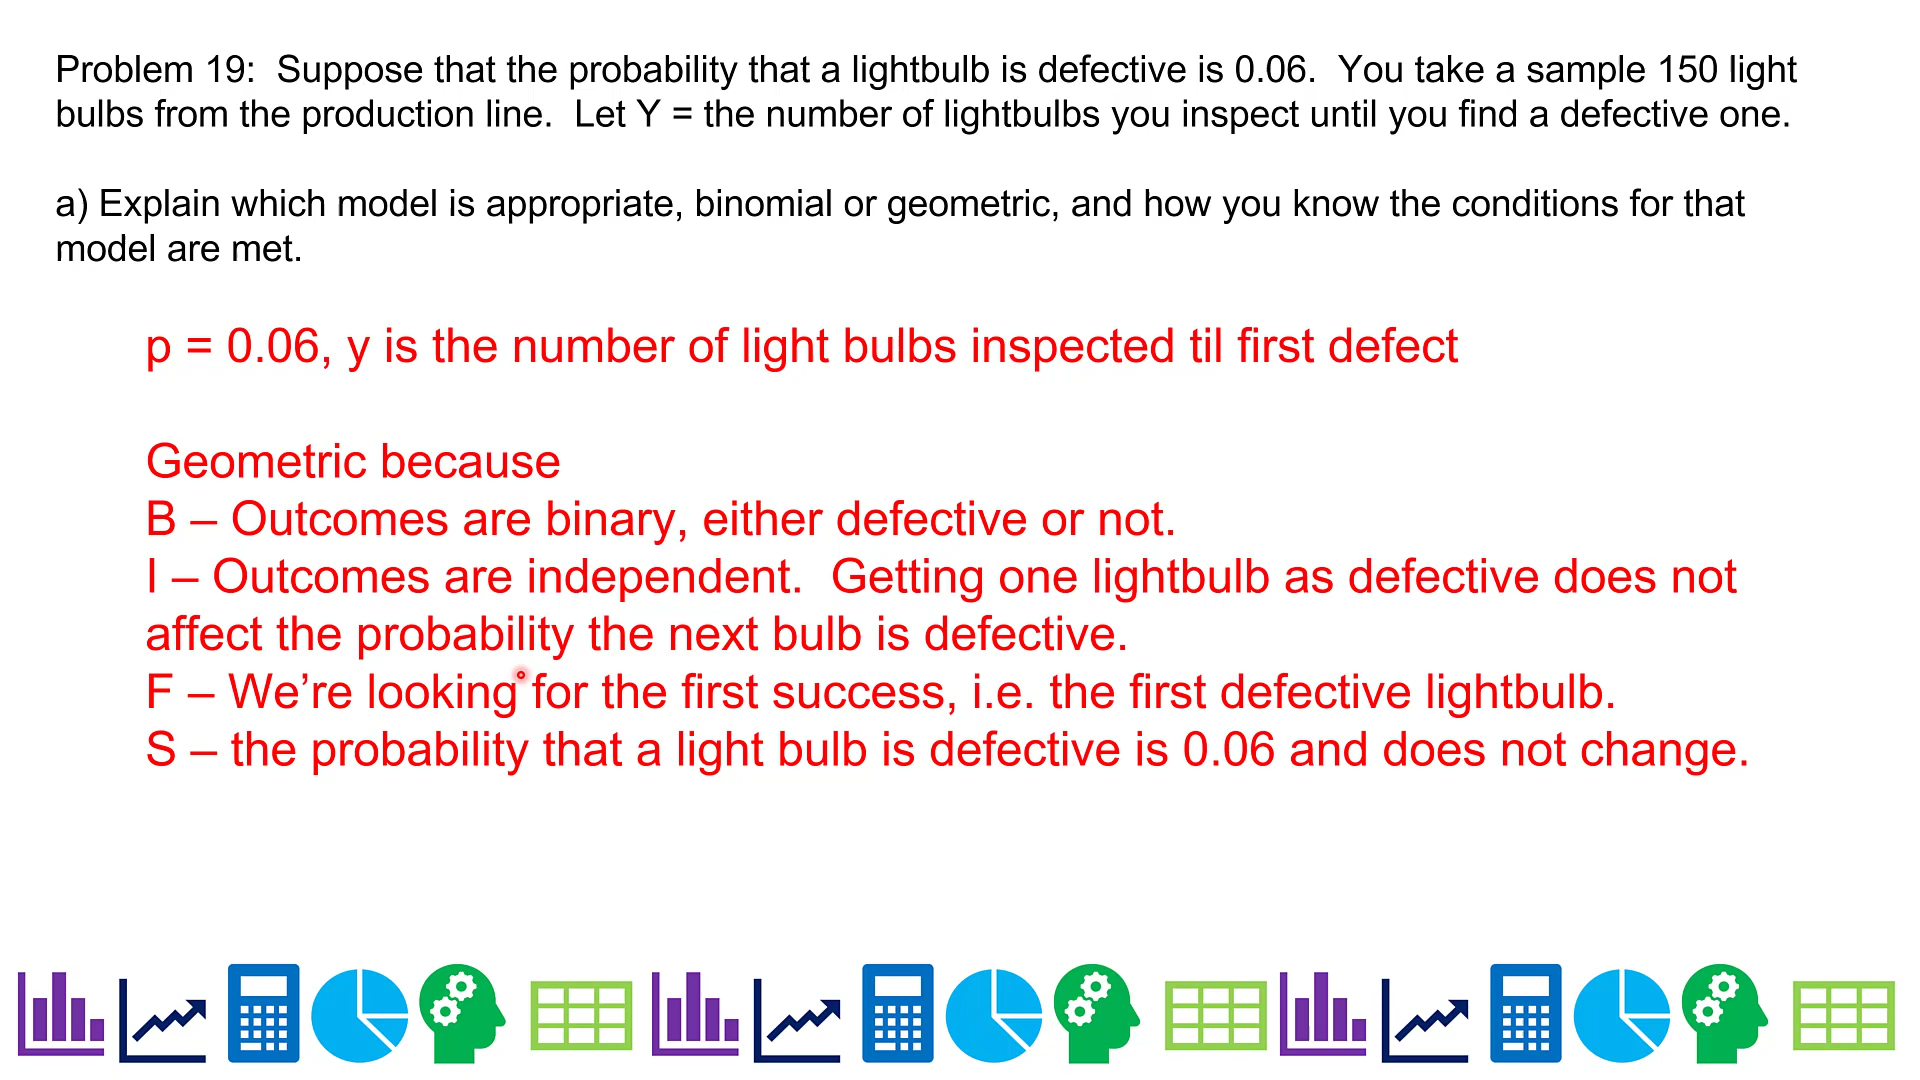 Problem 19:  Suppose that the probability that a lightbulb is defective is 0.06.  You take a sample 150 light
bulbs from the production line.  Let Y = the number of lightbulbs you inspect until you find a defective one.
a) Explain which model is appropriate, binomial or geometric, and how you know the conditions for that
model are met.
p = 0.06, y is the number of light bulbs inspected til first defect
Geometric because
B – Outcomes are binary, either defective or not.
I – Outcomes are independent.  Getting one lightbulb as defective does not
affect the probability the next bulb is defective.
F – We’re looking for the first success, i.e. the first defective lightbulb.
S – the probability that a light bulb is defective is 0.06 and does not change.